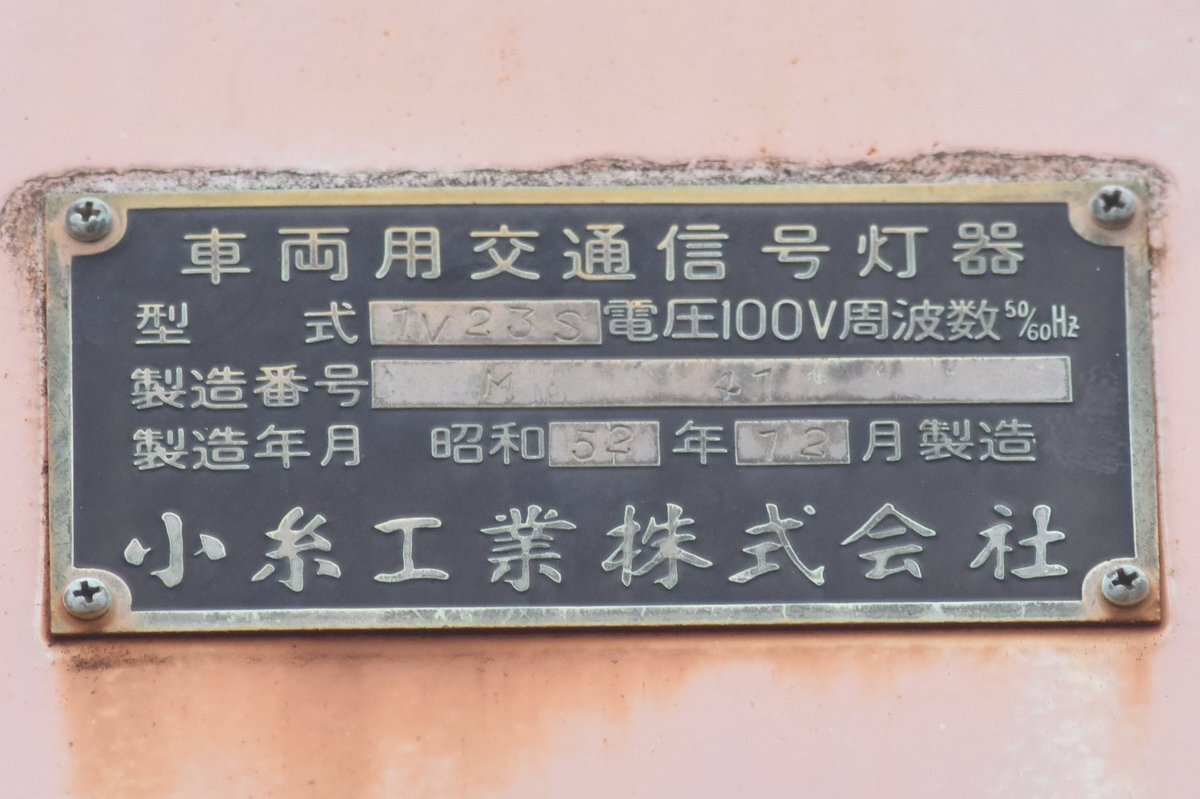 車両用交通信号灯器
型 式 1V23S 電圧100V 周波数50/60Hz
製造番号 41
製造年月 昭和52年12月製造
小糸工業株式会社